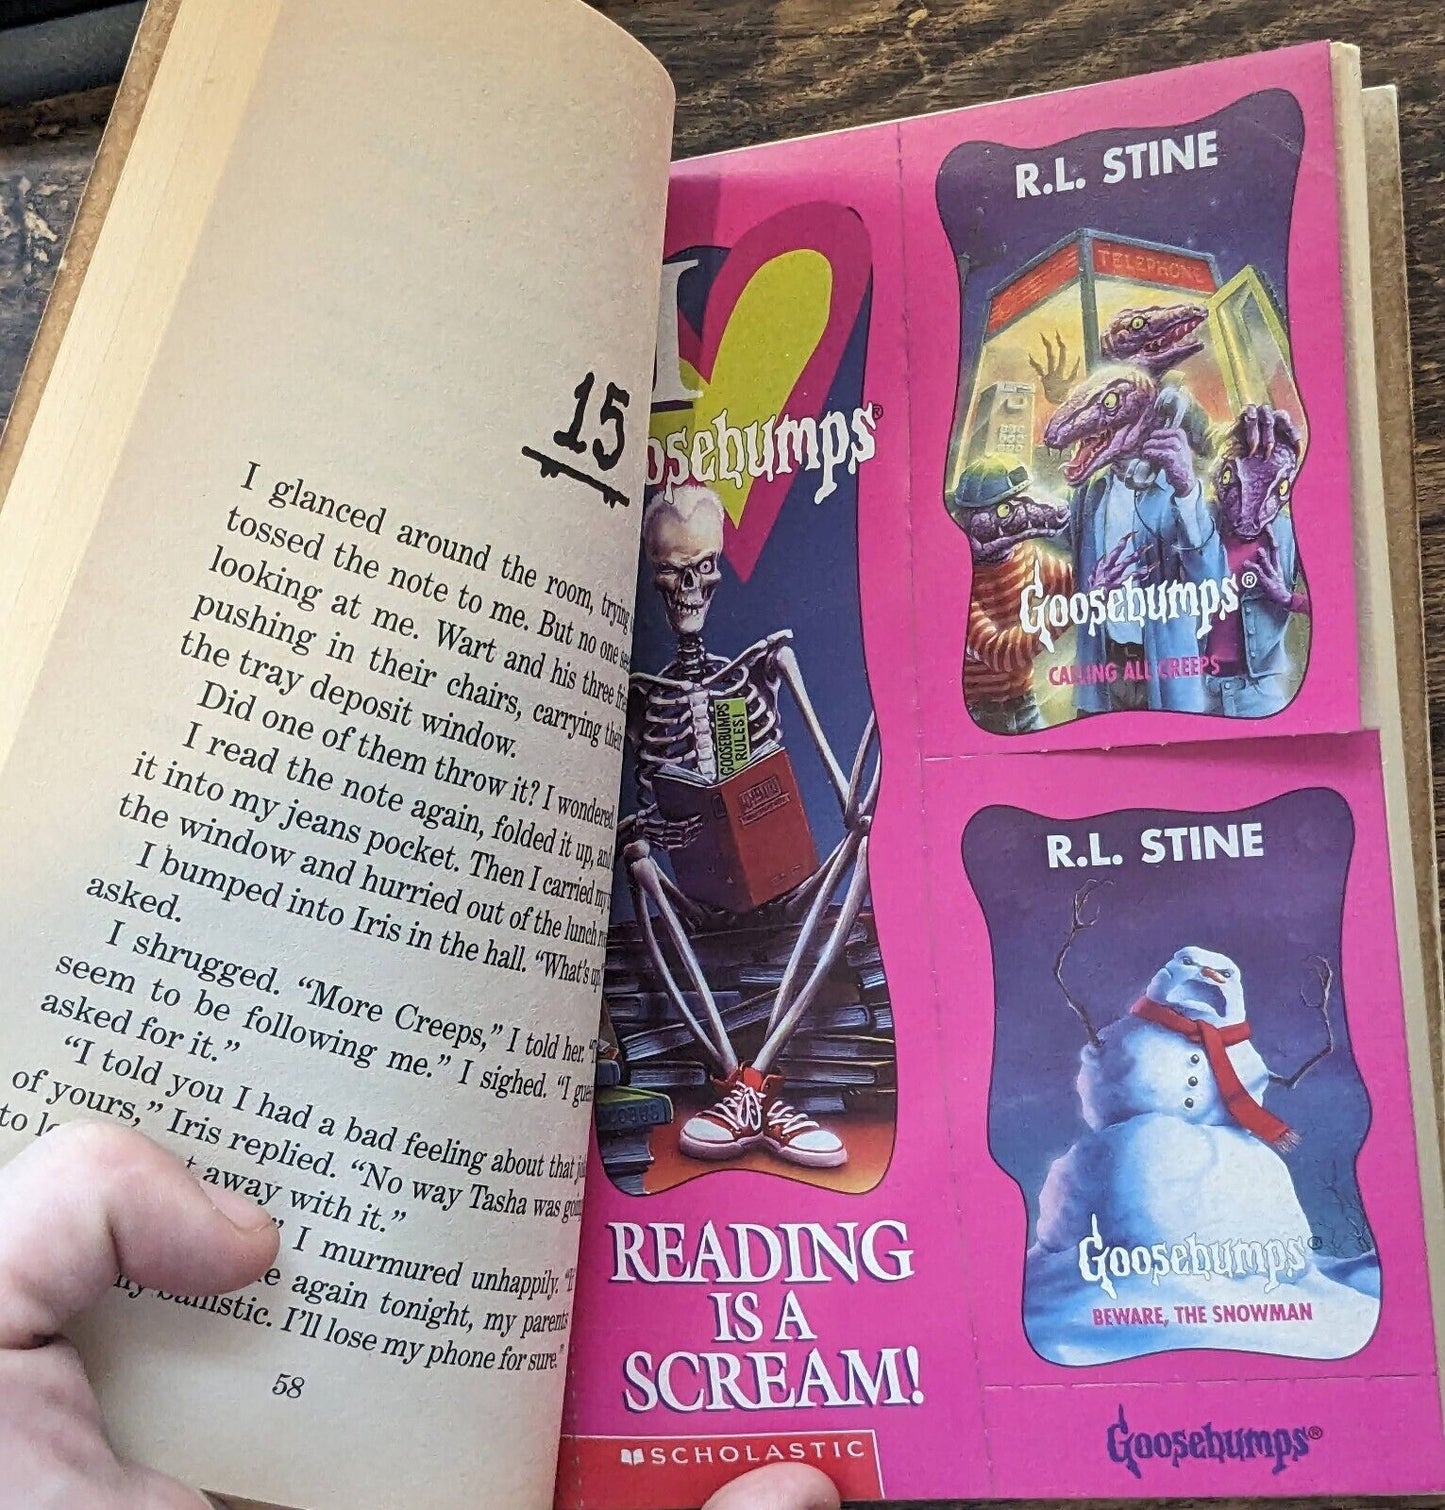 15
I glanced around the room, trying
tossed the note to me. But no one
looking at me. Wart and his three
pushing in their chairs, carrying their
the tray deposit window.
Did one of them throw it? I wondered.
I read the note again, folded it up, and
it into my jeans pocket. Then I carried my
the window and hurried out of the lunch
I bumped into Iris in the hall. “What’s up?”
asked.
I shrugged. “More Creeps,” I told her.
seem to be following me.” I sighed. “I
asked for it.”
“I told you I had a bad feeling about that
of yours,” Iris replied. “No way Tasha was
to
away with it.”
I murmured unhappily.
again tonight, my parents
ballistic. I’ll lose my phone for sure.”
58
I
Goosebumps®
GOOSEBUMPS
RULES!
READING
IS A
SCREAM!
SCHOLASTIC
R.L. STINE
TELEPHONE
Goosebumps®
CALLING ALL CREEPS
R.L. STINE
Goosebumps®
BEWARE, THE SNOWMAN
Goosebumps®